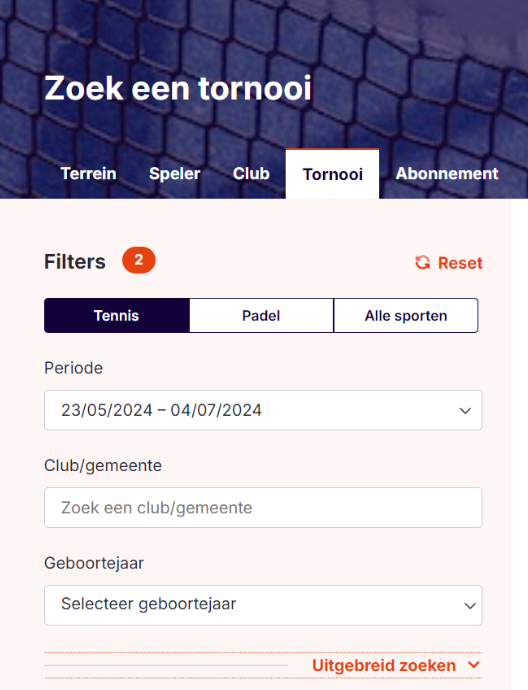 Zoek een tornooi
Terrein Speler Club Tornooi Abonnement
Filters 2 Reset
Tennis Padel Alle sporten
Periode
23/05/2024 – 04/07/2024
Club/gemeente
Zoek een club/gemeente
Geboortejaar
Selecteer geboortejaar
Uitgebreid zoeken